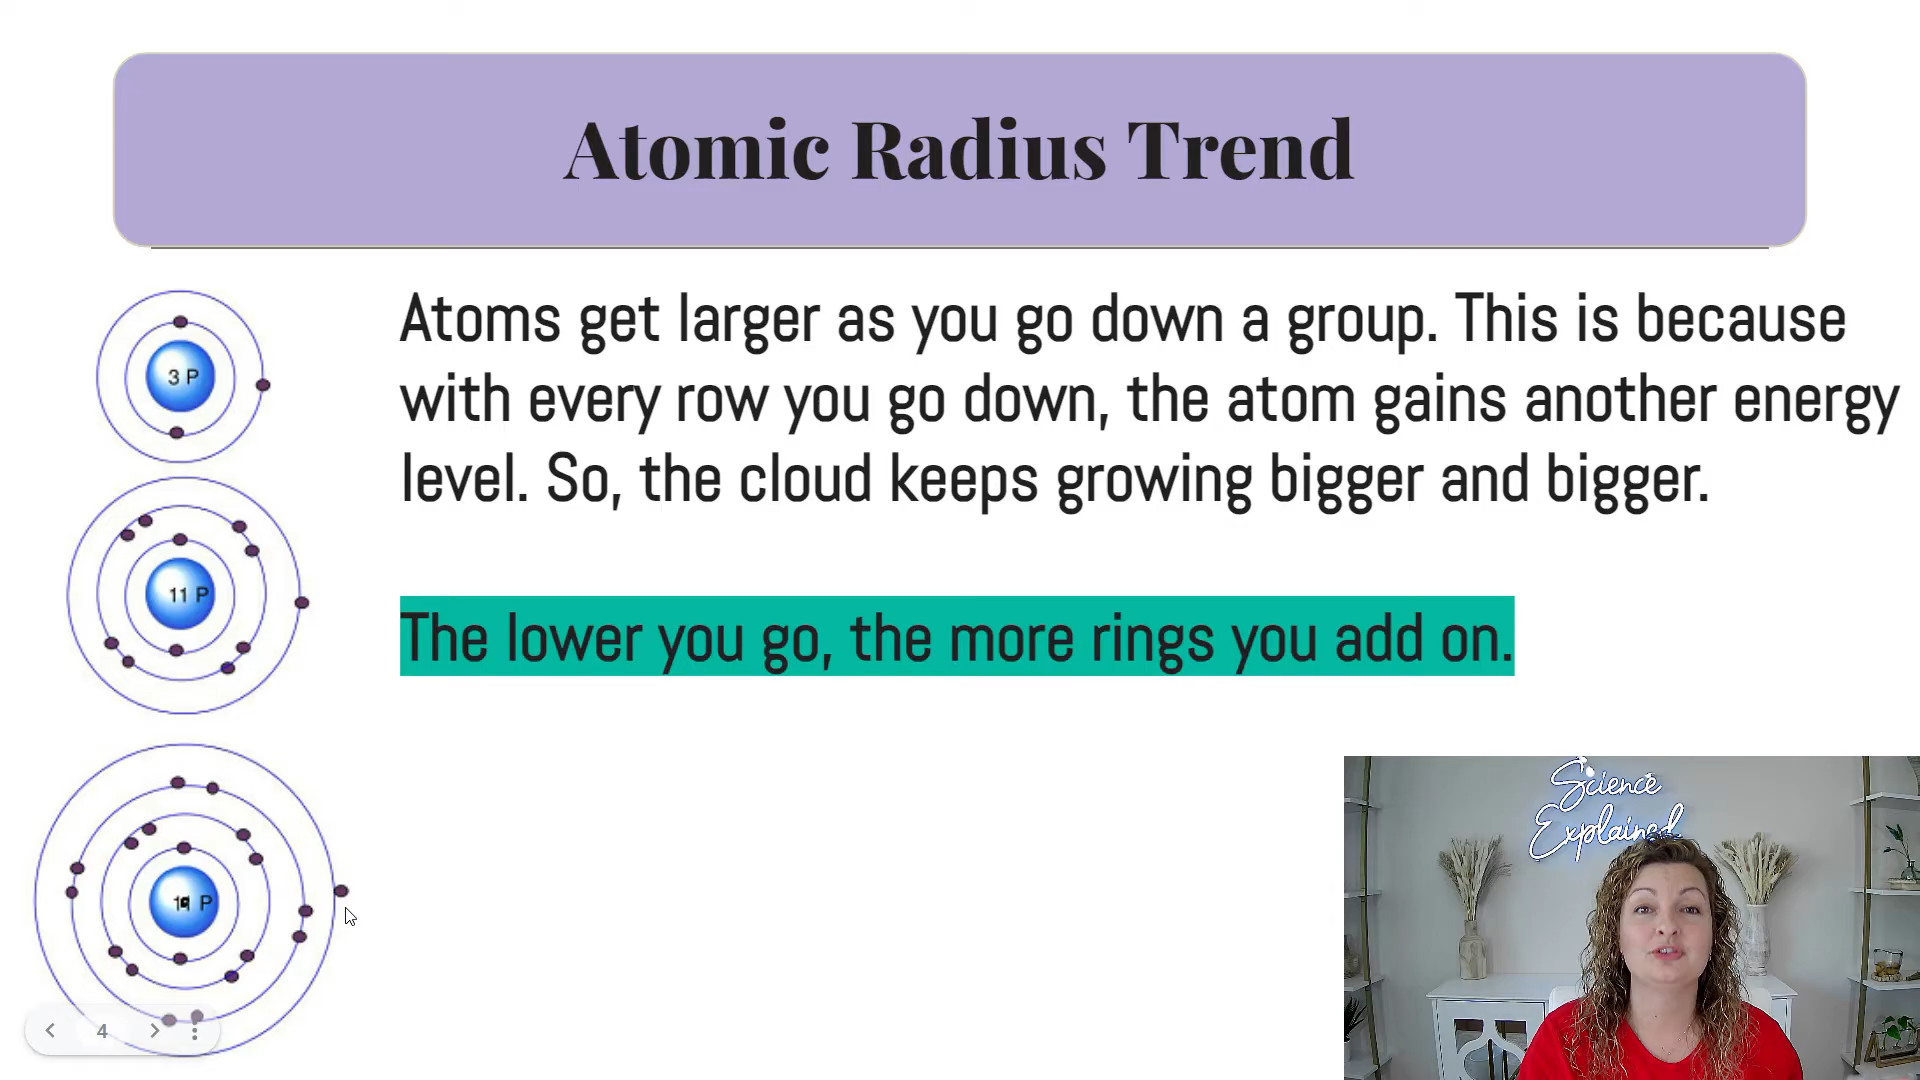 Atomic Radius Trend
Atoms get larger as you go down a group. This is because
with every row you go down, the atom gains another energy
level. So, the cloud keeps growing bigger and bigger.
The lower you go, the more rings you add on.
3 P
11 P
P
4
Science
Explained